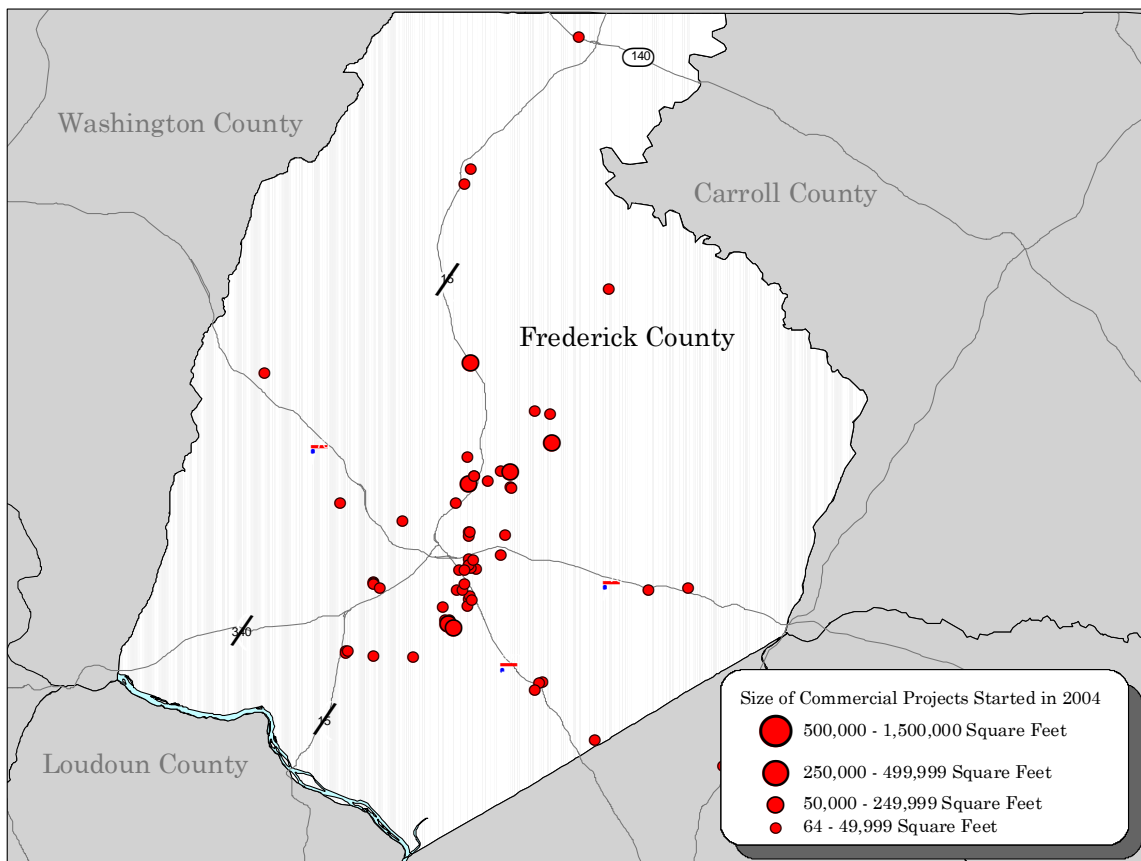 140
Washington County
Carroll County
15
Frederick County
340
15
Loudoun County
Size of Commercial Projects Started in 2004
500,000 - 1,500,000 Square Feet
250,000 - 499,999 Square Feet
50,000 - 249,999 Square Feet
64 - 49,999 Square Feet